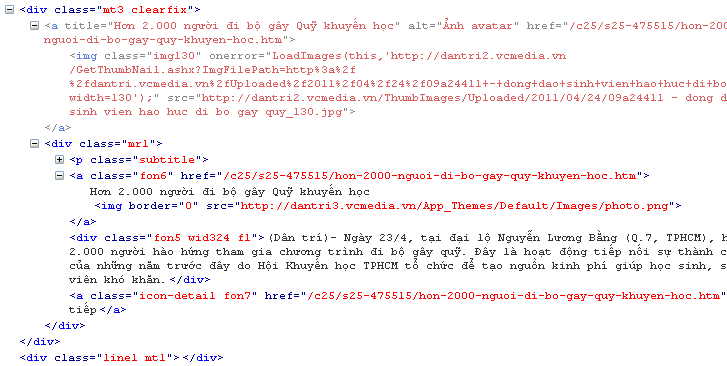 <div class="mt3 clearfix">
<a title="Hơn 2.000 người đi bộ gây Quỹ khuyến học" alt="Ảnh avatar" href="/c25/s25-475515/hon-2000-
nguoi-di-bo-gay-quy-khuyen-hoc.htm">
<img class="img130" onerror="LoadImages(this,'http://dantri2.vcmedia.vn
/GetThumbNail.ashx?ImgFilePath=http%3a%2f
%2fdantri.vcmedia.vn%2fUploaded%2f2011%2f04%2f24%2f09a24411+-+dong+dao+sinh+vien+hao+huc+di+bo
width=130');" src="http://dantri2.vcmedia.vn/ThumbImages/Uploaded/2011/04/24/09a24411 - dong d
sinh vien hao huc di bo gay quy_130.jpg">
</a>
<div class="mr1">
<p class="subtitle">
<a class="fon6" href="/c25/s25-475515/hon-2000-nguoi-di-bo-gay-quy-khuyen-hoc.htm">
Hơn 2.000 người đi bộ gây Quỹ khuyến học
<img border="0" src="http://dantri3.vcmedia.vn/App_Themes/Default/Images/photo.png">
</a>
<div class="fon5 wid324 fl">(Dân trí)- Ngày 23/4, tại đại lộ Nguyễn Lương Bằng (Q.7, TPHCM), h
2.000 người hào hứng tham gia chương trình đi bộ gây quỹ. Đây là hoạt động tiếp nối sự thành c
của những năm trước đây do Hội Khuyến học TPHCM tổ chức để tạo nguồn kinh phí giúp học sinh, s
viên khó khăn.</div>
<a class="icon-detail fon7" href="/c25/s25-475515/hon-2000-nguoi-di-bo-gay-quy-khuyen-hoc.htm"
tiếp</a>
</div>
</div>
<div class="line1 mt1"></div>